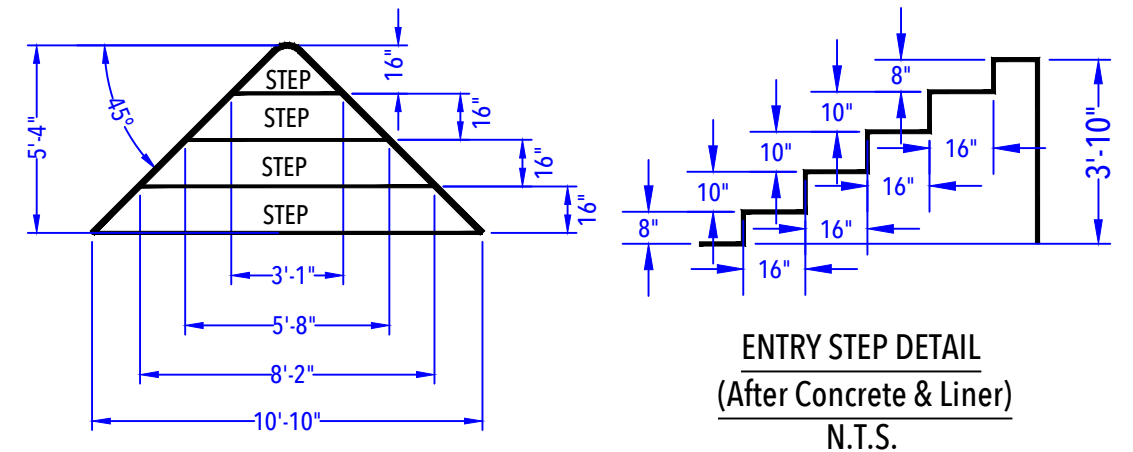 16"
STEP
STEP
16"
45°
5'-4"
STEP
16"
STEP
16"
3'-1"
5'-8"
8'-2"
10'-10"
8"
10"
10"
16"
3'-10"
10"
16"
8"
16"
16"
ENTRY STEP DETAIL
(After Concrete & Liner)
N.T.S.